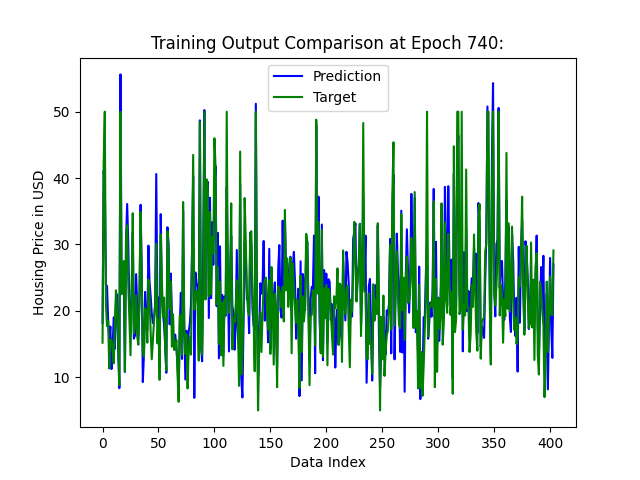 Training Output Comparison at Epoch 740:
Prediction
Target
Housing Price in USD
50
40
30
20
10
0 50 100 150 200 250 300 350 400
Data Index